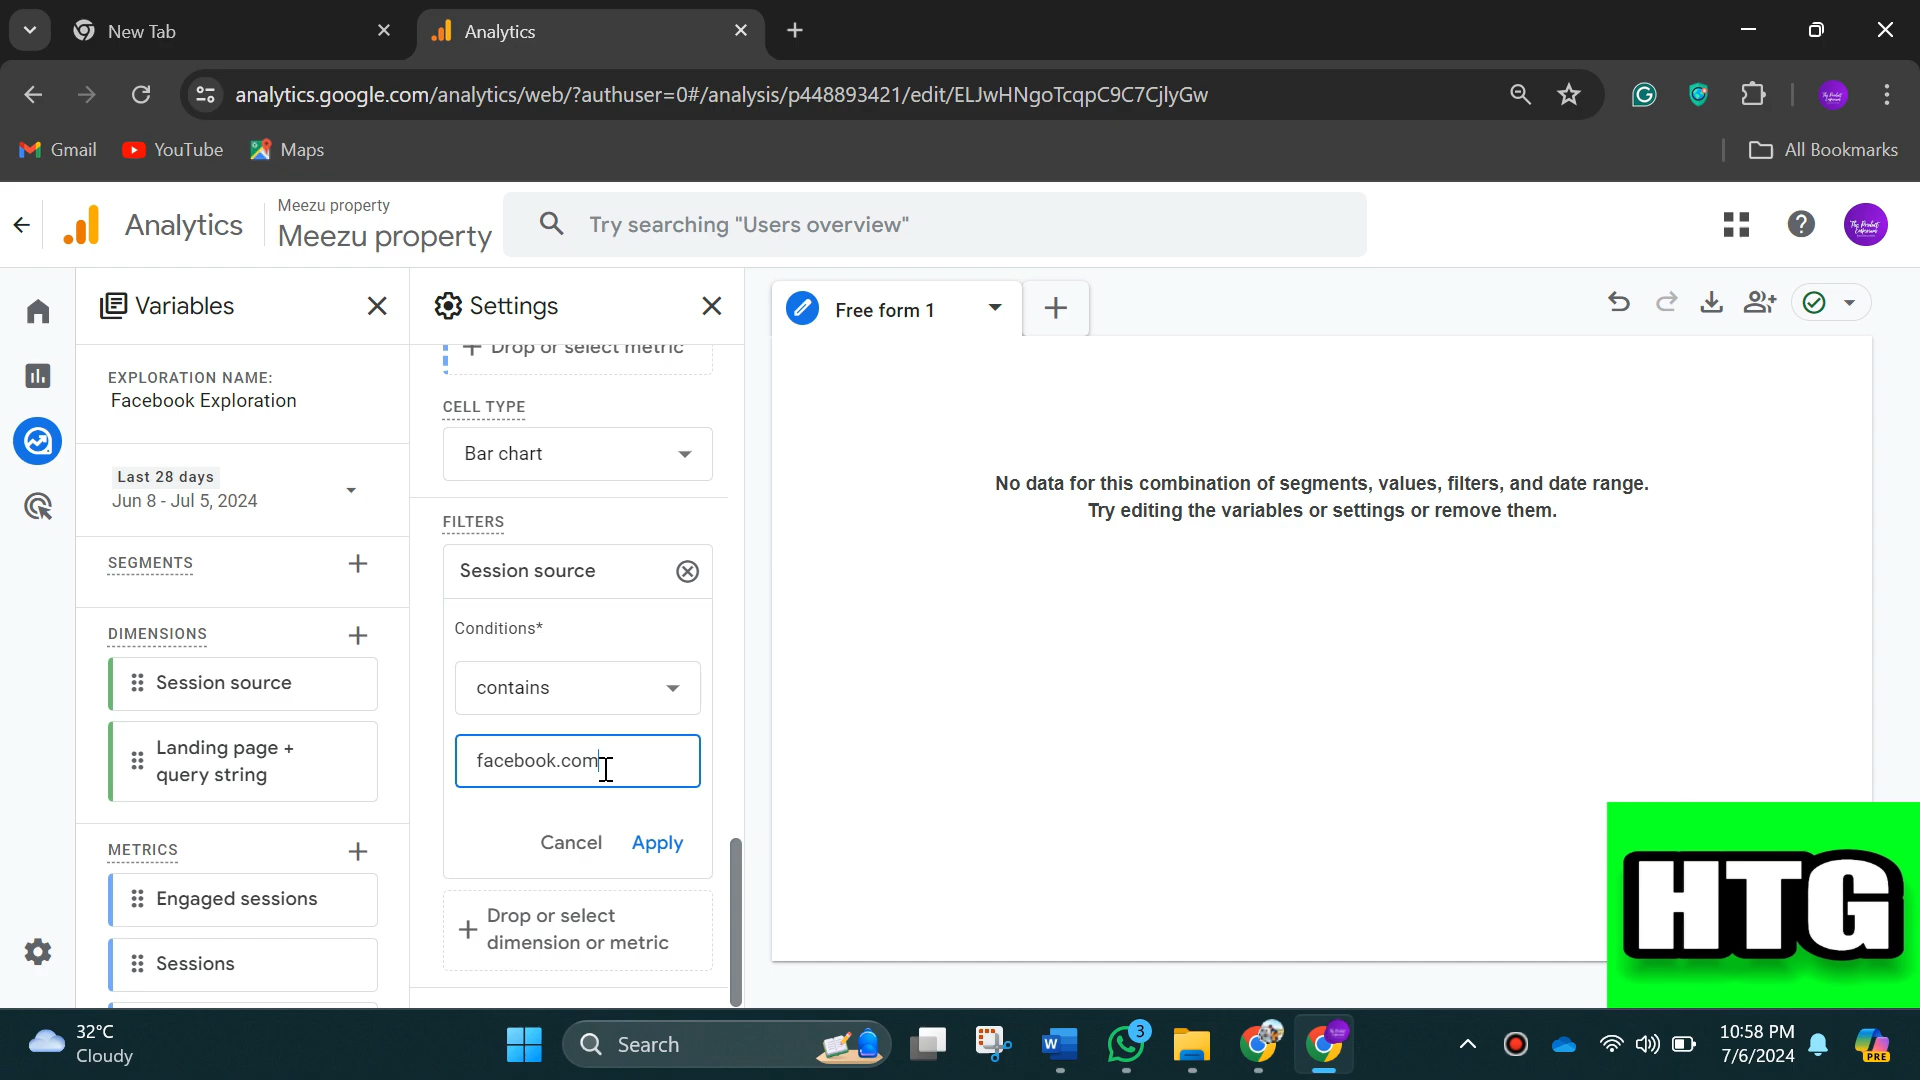 New Tab
Analytics
analytics.google.com/analytics/web/?authuser=0#/analysis/p448893421/edit/ELJwHNgoTcqpC9C7CjlyGw
Gmail
YouTube
Maps
All Bookmarks
Analytics
Meezu property
Meezu property
Try searching "Users overview"
Variables
EXPLORATION NAME:
Facebook Exploration
Last 28 days
Jun 8 - Jul 5, 2024
SEGMENTS
DIMENSIONS
Session source
Landing page +
query string
METRICS
Engaged sessions
Sessions
Settings
Drop or select metric
CELL TYPE
Bar chart
FILTERS
Session source
Conditions*
contains
facebook.com
Cancel
Apply
Drop or select
dimension or metric
Free form 1
No data for this combination of segments, values, filters, and date range.
Try editing the variables or settings or remove them.
HTG
32°C
Cloudy
Search
W
3
10:58 PM
7/6/2024
PRE